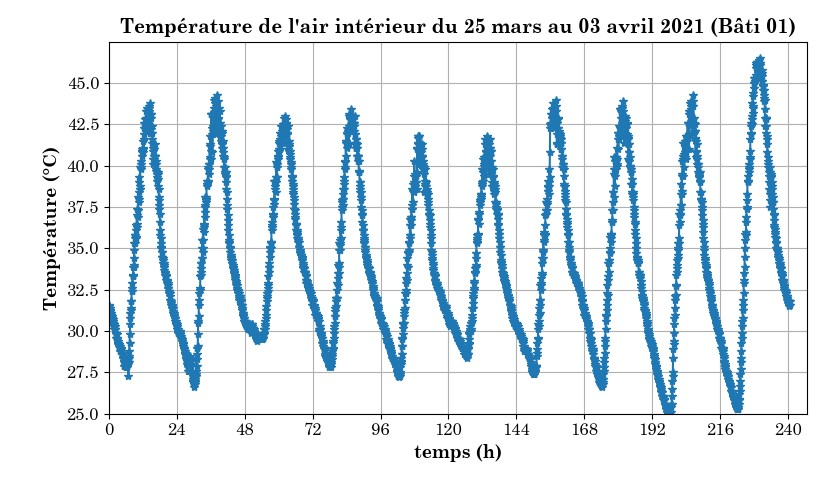 Température de l'air intérieur du 25 mars au 03 avril 2021 (Bâti 01)
Température (°C)
45.0
42.5
40.0
37.5
35.0
32.5
30.0
27.5
25.0
0 24 48 72 96 120 144 168 192 216 240
temps (h)